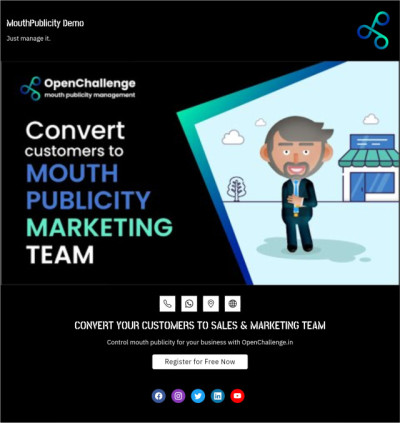 MouthPublicity Demo
Just manage it.
OpenChallenge
mouth publicity management
Convert
customers to
MOUTH
PUBLICITY
MARKETING
TEAM
CONVERT YOUR CUSTOMERS TO SALES & MARKETING TEAM
Control mouth publicity for your business with OpenChallenge.in
Register for Free Now